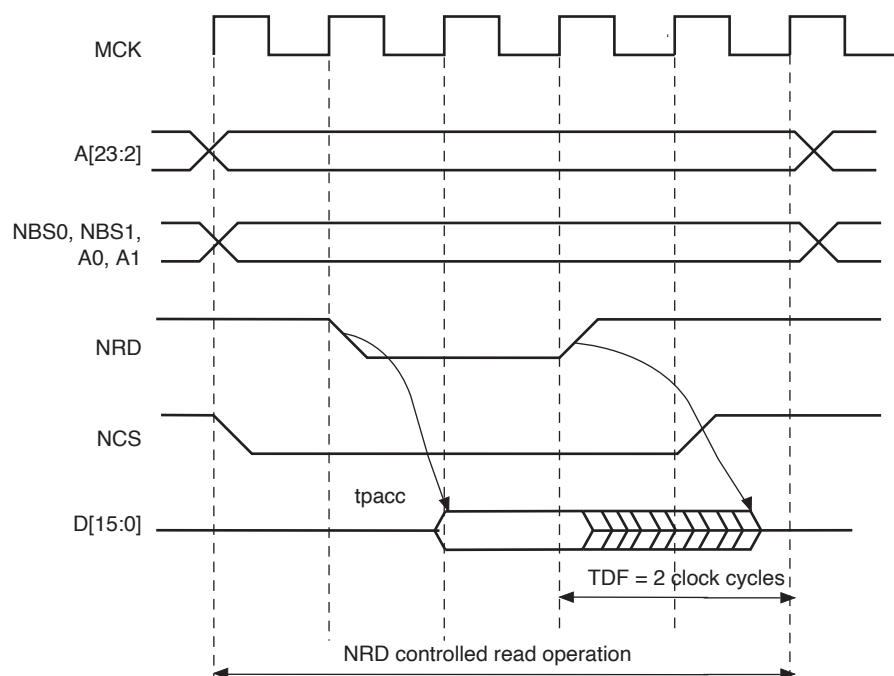 MCK
A[23:2]
NBS0, NBS1,
A0, A1
NRD
NCS
tpacc
D[15:0]
TDF = 2 clock cycles
NRD controlled read operation